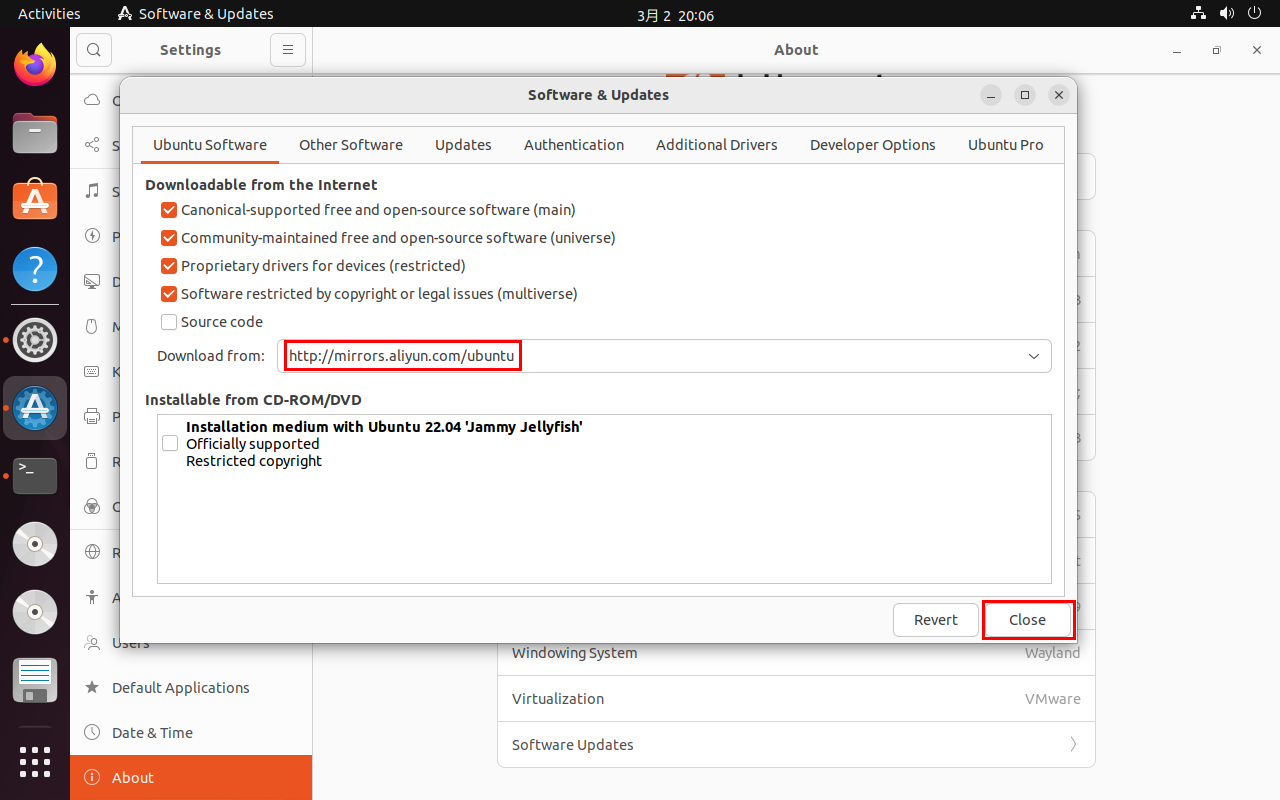 Activities
Software & Updates
3月 2 20:06
Settings
About
Software & Updates
Ubuntu Software
Other Software
Updates
Authentication
Additional Drivers
Developer Options
Ubuntu Pro
Downloadable from the Internet
Canonical-supported free and open-source software (main)
Community-maintained free and open-source software (universe)
Proprietary drivers for devices (restricted)
Software restricted by copyright or legal issues (multiverse)
Source code
Download from: http://mirrors.aliyun.com/ubuntu
Installable from CD-ROM/DVD
Installation medium with Ubuntu 22.04 'Jammy Jellyfish'
Officially supported
Restricted copyright
Revert
Close
Users
Default Applications
Date & Time
About
Windowing System
Wayland
Virtualization
VMware
Software Updates